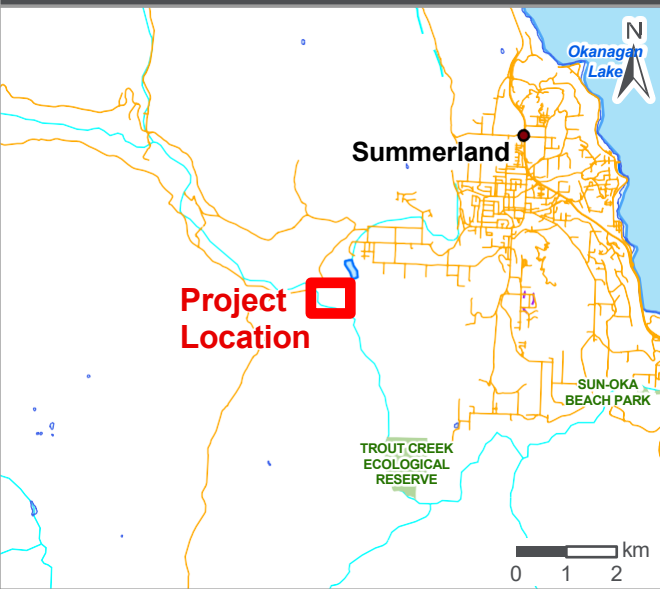 N
Okanagan
Lake
Summerland
Project
Location
SUN-OKA
BEACH PARK
TROUT CREEK
ECOLOGICAL
RESERVE
km
0 1 2